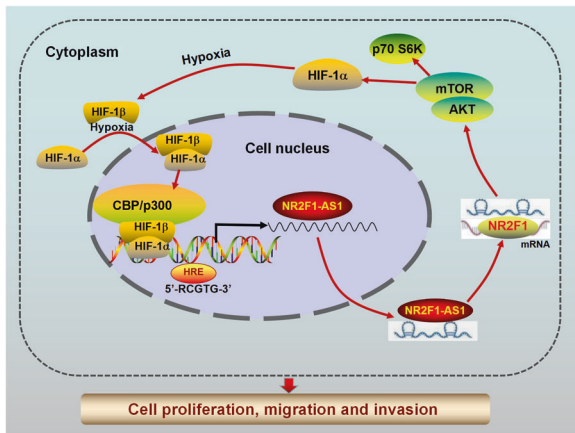 Cytoplasm
p70 S6K
Hypoxia
HIF-1α
mTOR
AKT
HIF-1β
Hypoxia
HIF-1α
HIF-1β
HIF-1α
Cell nucleus
CBP/p300
HIF-1β
HIF-1α
NR2F1-AS1
HRE
5'-RCGTG-3'
NR2F1
mRNA
NR2F1-AS1
Cell proliferation, migration and invasion